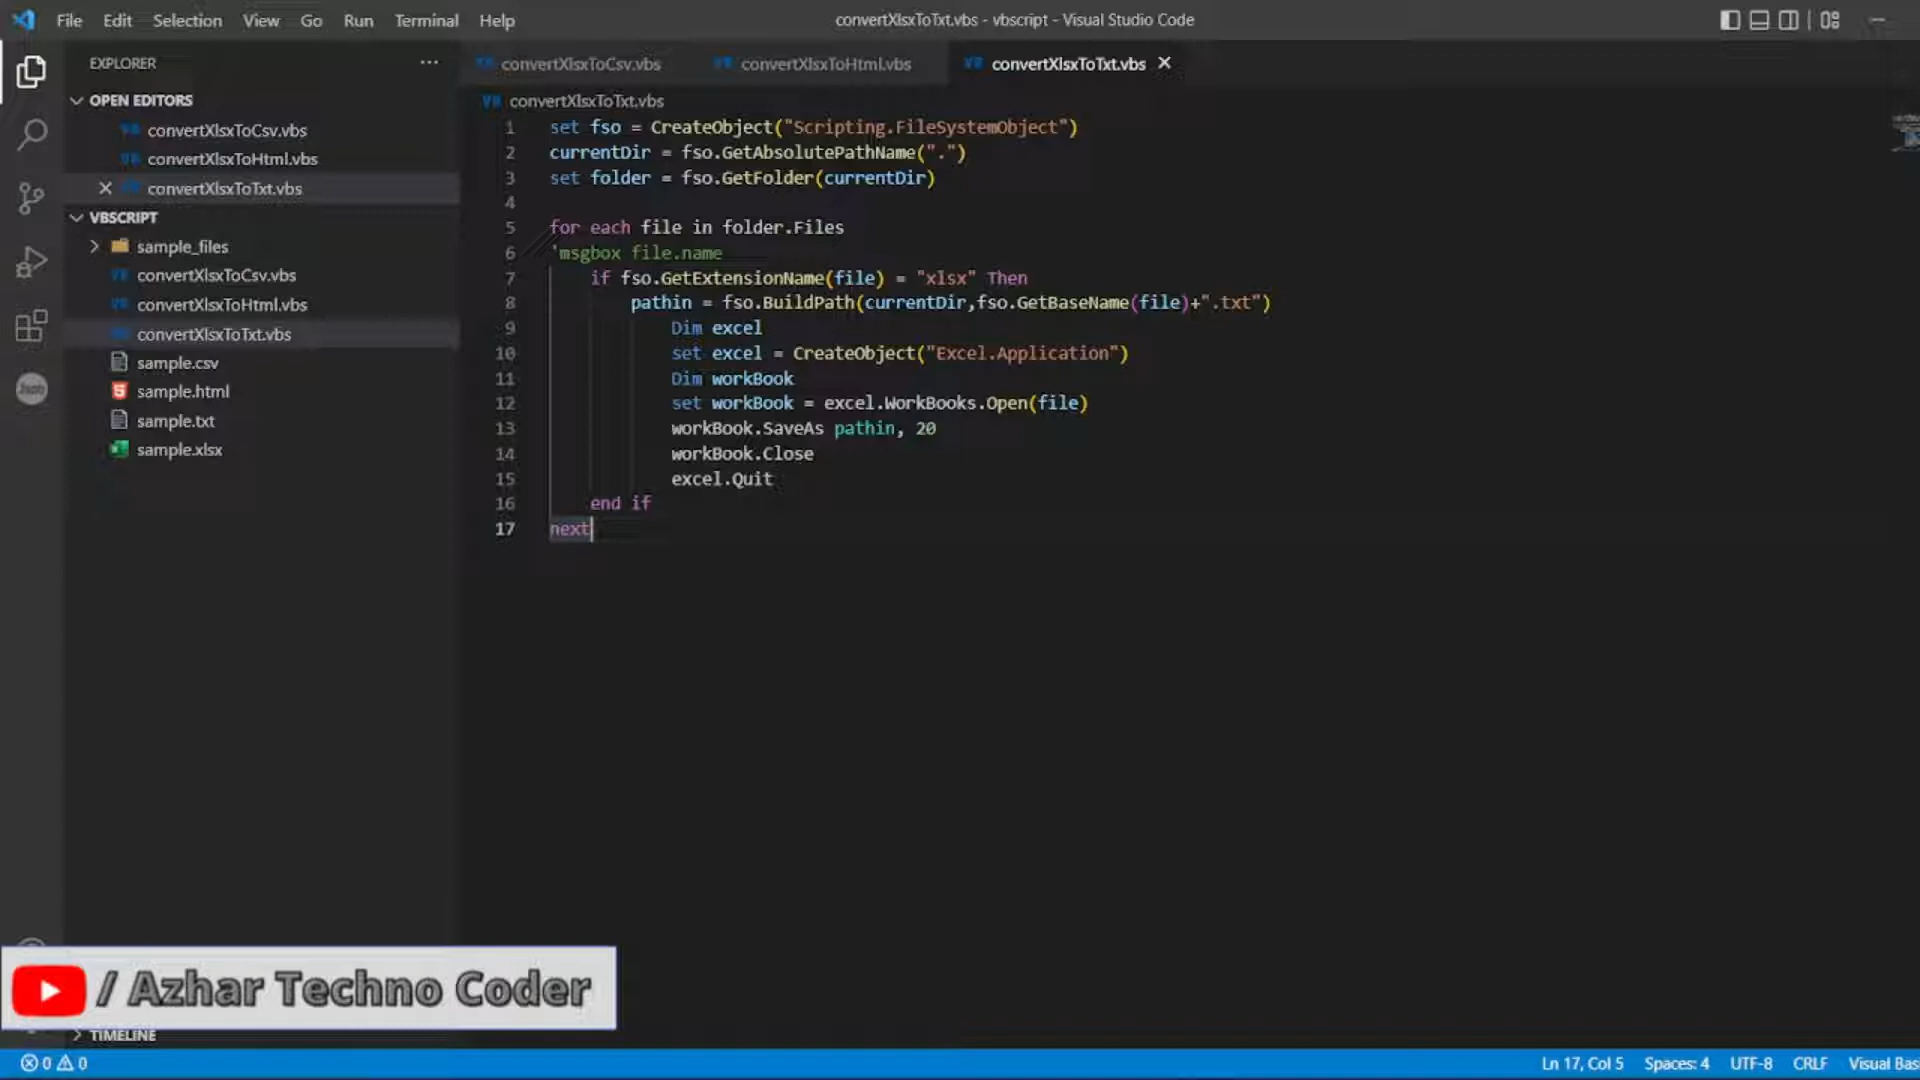 File Edit Selection View Go Run Terminal Help
convertXlsxToTxt.vbs - vbscript - Visual Studio Code
EXPLORER
OPEN EDITORS
convertXlsxToCsv.vbs
convertXlsxToHtml.vbs
convertXlsxToTxt.vbs
VBSCRIPT
sample_files
convertXlsxToCsv.vbs
convertXlsxToHtml.vbs
convertXlsxToTxt.vbs
sample.csv
sample.html
sample.txt
sample.xlsx
TIMELINE
convertXlsxToCsv.vbs convertXlsxToHtml.vbs convertXlsxToTxt.vbs
convertXlsxToTxt.vbs
1 set fso = CreateObject("Scripting.FileSystemObject")
2 currentDir = fso.GetAbsolutePathName(".")
3 set folder = fso.GetFolder(currentDir)
4
5 for each file in folder.Files
6 'msgbox file.name
7 if fso.GetExtensionName(file) = "xlsx" Then
8 pathin = fso.BuildPath(currentDir,fso.GetBaseName(file)+".txt")
9 Dim excel
10 set excel = CreateObject("Excel.Application")
11 Dim workBook
12 set workBook = excel.WorkBooks.Open(file)
13 workBook.SaveAs pathin, 20
14 workBook.Close
15 excel.Quit
16 end if
17 next
/ Azhar Techno Coder
0 0
Ln 17, Col 5 Spaces: 4 UTF-8 CRLF Visual Bas